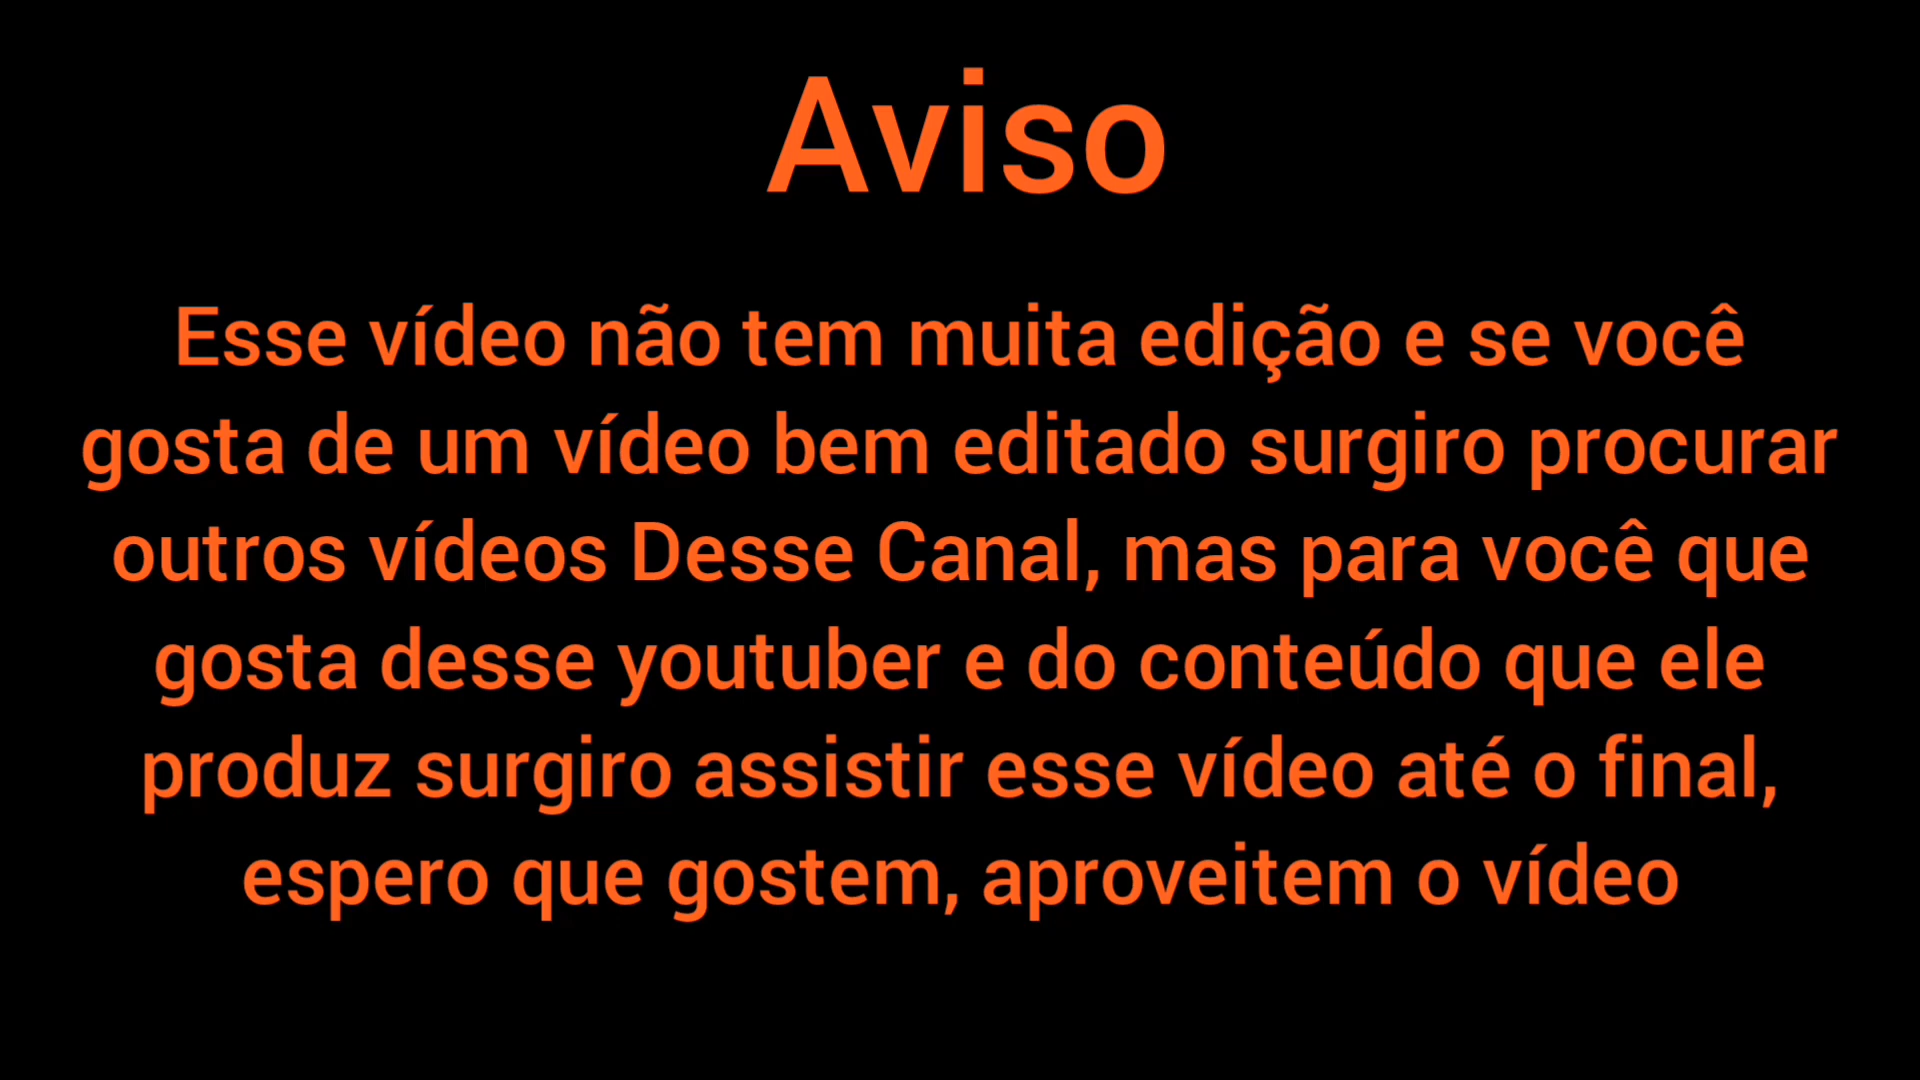 Aviso
Esse vídeo não tem muita edição e se você
gosta de um vídeo bem editado surgiro procurar
outros vídeos Desse Canal, mas para você que
gosta desse youtuber e do conteúdo que ele
produz surgiro assistir esse vídeo até o final,
espero que gostem, aproveitem o vídeo